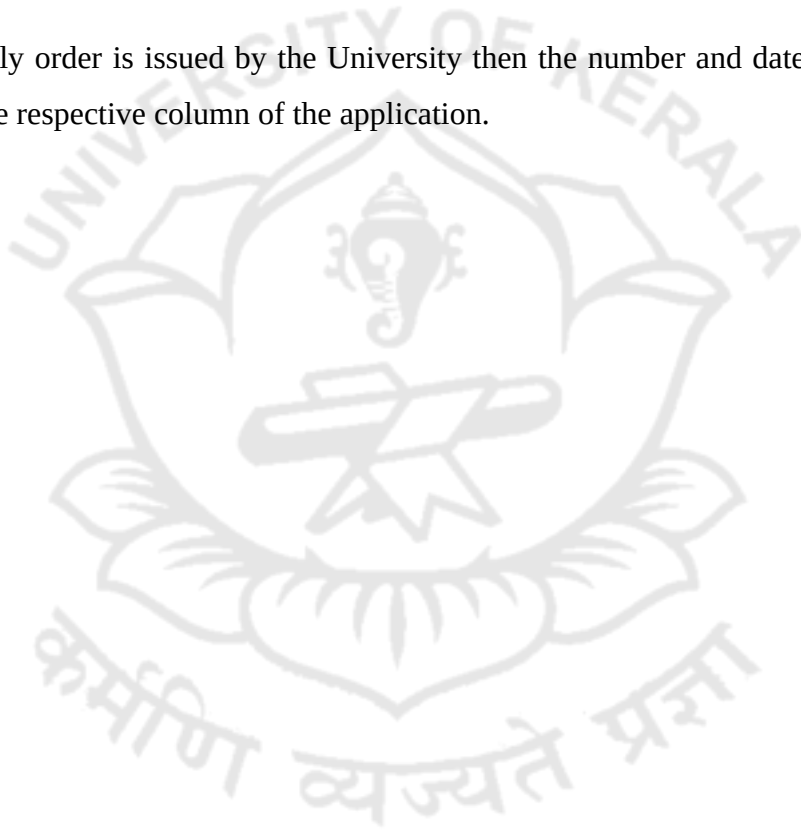 ly order is issued by the University then the number and date
e respective column of the application.
UNIVERSITY OF KERALA
कर्मणि व्यज्यते प्रज्ञा